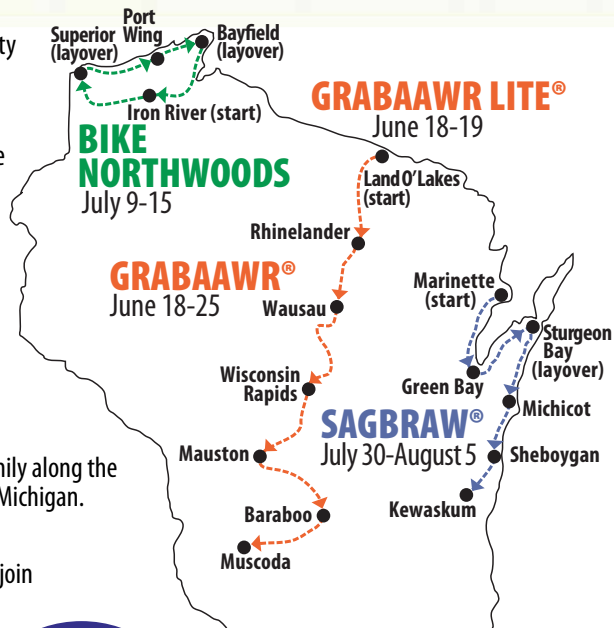 ty
e
nily along the
Michigan.
join
Superior
(layover)
Port
Wing
Bayfield
(layover)
Iron River (start)
BIKE
NORTHWOODS
July 9-15
GRABAAWR LITE®
June 18-19
Land O' Lakes
(start)
Rhinelander
GRABAAWR®
June 18-25
Wausau
Marinette
(start)
Sturgeon
Bay
(layover)
Green Bay
Wisconsin
Rapids
SAGBRAW®
July 30-August 5
Michicot
Mauston
Sheboygan
Kewaskum
Baraboo
Muscoda